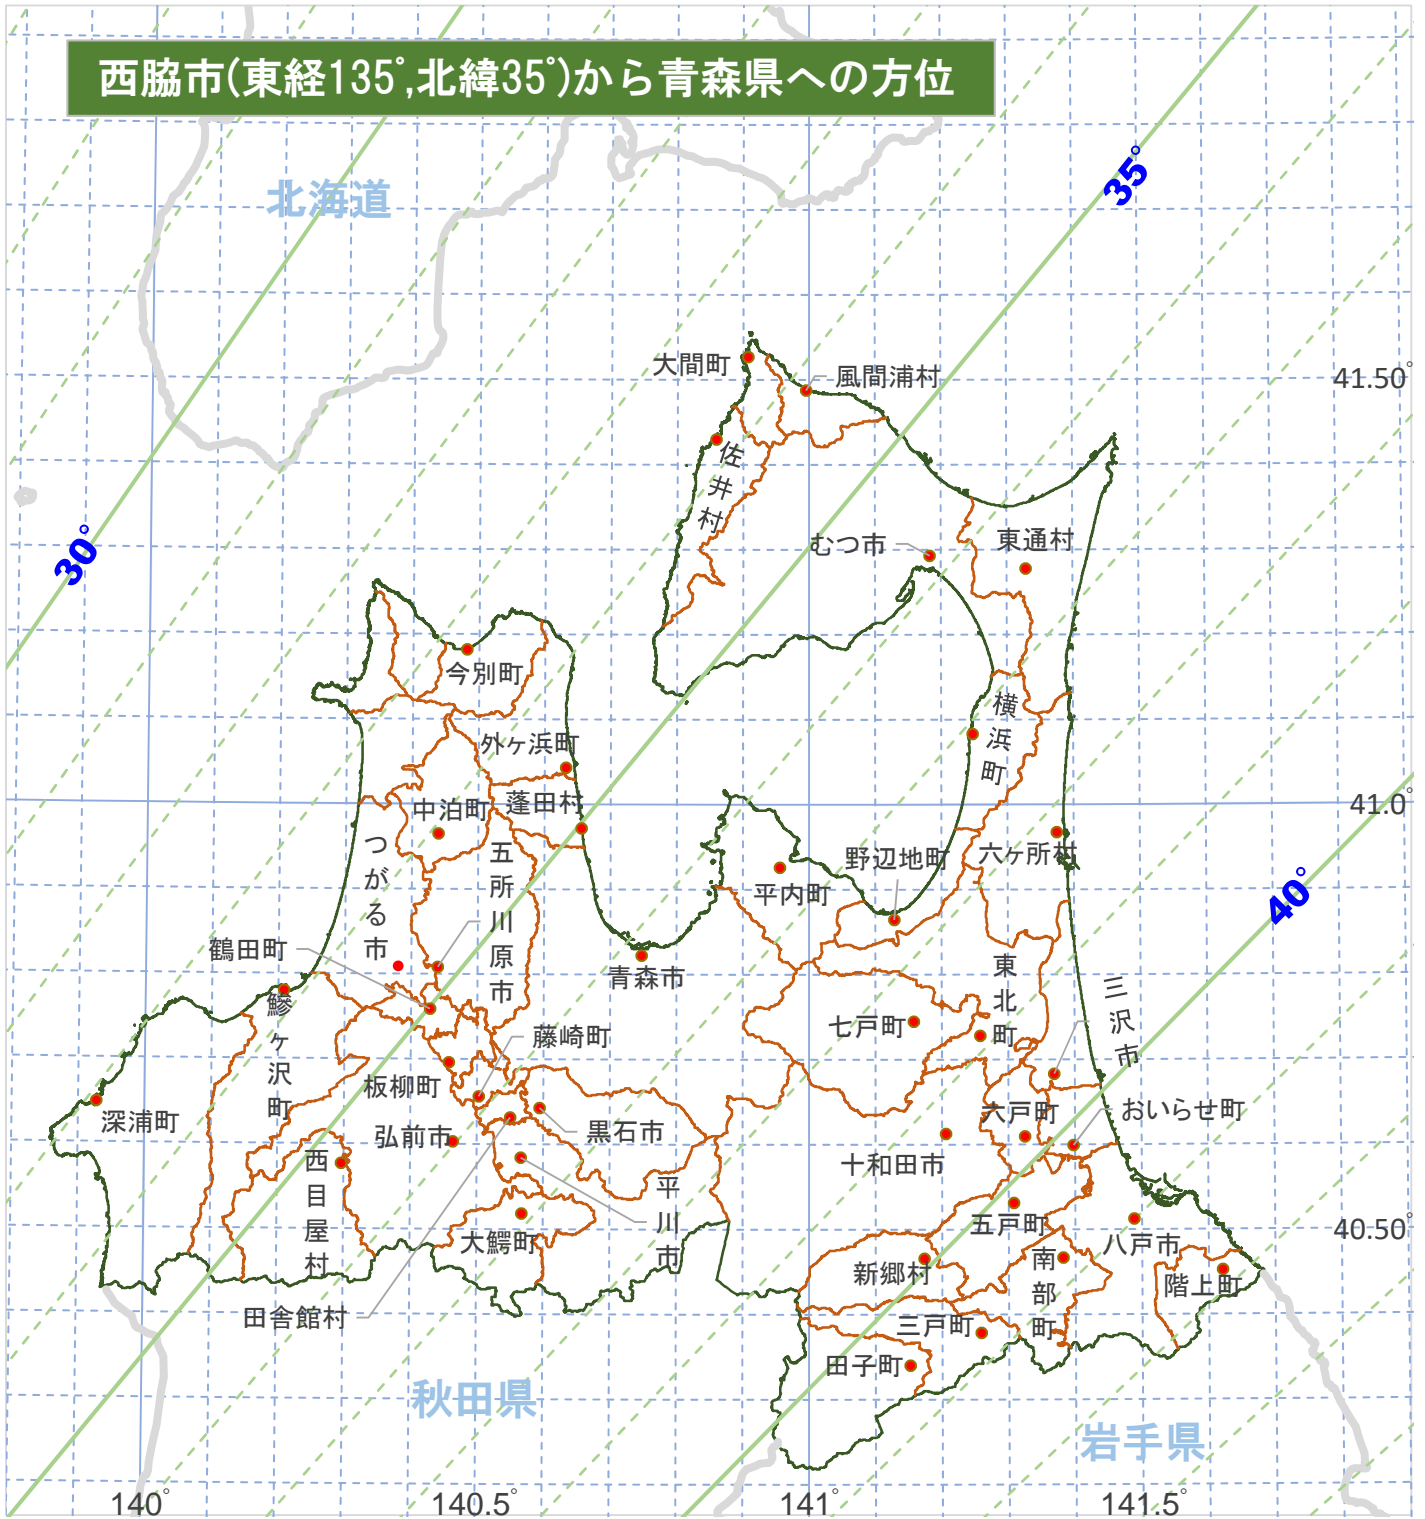 西脇市(東経135°,北緯35°)から青森県への方位
35°
北海道
大間町
風間浦村
41.50°
佐井村
むつ市
東通村
30°
今別町
横浜町
外ヶ浜町
中泊町
蓬田村
41.0°
つがる市
五所川原市
野辺地町
六ヶ所村
平内町
40°
鶴田町
青森市
東北町
三沢市
鰺ヶ沢町
七戸町
藤崎町
板柳町
深浦町
弘前市
黒石市
六戸町
おいらせ町
西目屋村
十和田市
平川市
五戸町
八戸市
40.50°
大鰐町
新郷村
南部町
階上町
田舎館村
三戸町
田子町
秋田県
岩手県
140°
140.5°
141°
141.5°